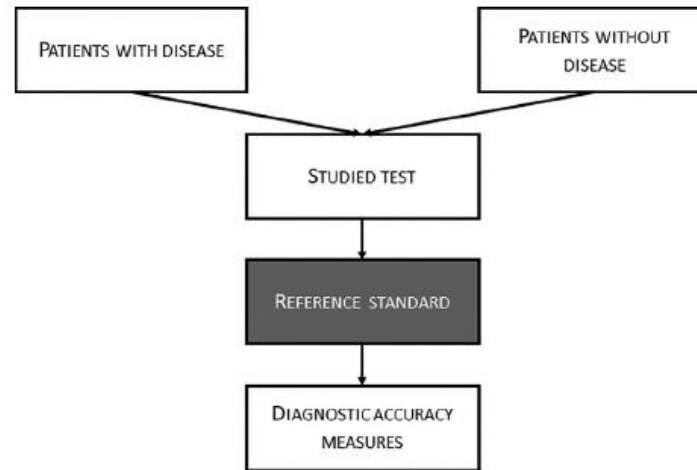 PATIENTS WITH DISEASE
PATIENTS WITHOUT
DISEASE
STUDIED TEST
REFERENCE STANDARD
DIAGNOSTIC ACCURACY
MEASURES